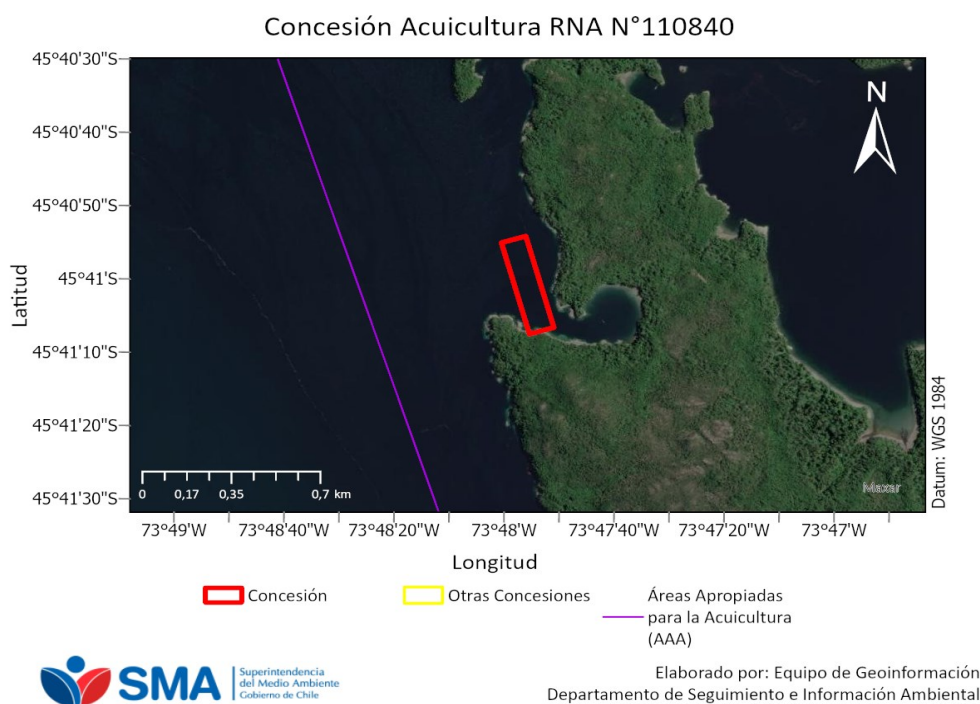 Concesión Acuicultura RNA N°110840
45°40'30"S
45°40'40"S
45°40'50"S
45°41'S
45°41'10"S
45°41'20"S
45°41'30"S
Latitud
N
Datum: WGS 1984
0 0,17 0,35 0,7 km
Maxar
73°49'W 73°48'40"W 73°48'20"W 73°48'W 73°47'40"W 73°47'20"W 73°47'W
Longitud
Concesión
Otras Concesiones
Áreas Apropiadas
para la Acuicultura
(AAA)
SMA
Superintendencia
del Medio Ambiente
Gobierno de Chile
Elaborado por: Equipo de Geoinformación
Departamento de Seguimiento e Información Ambiental